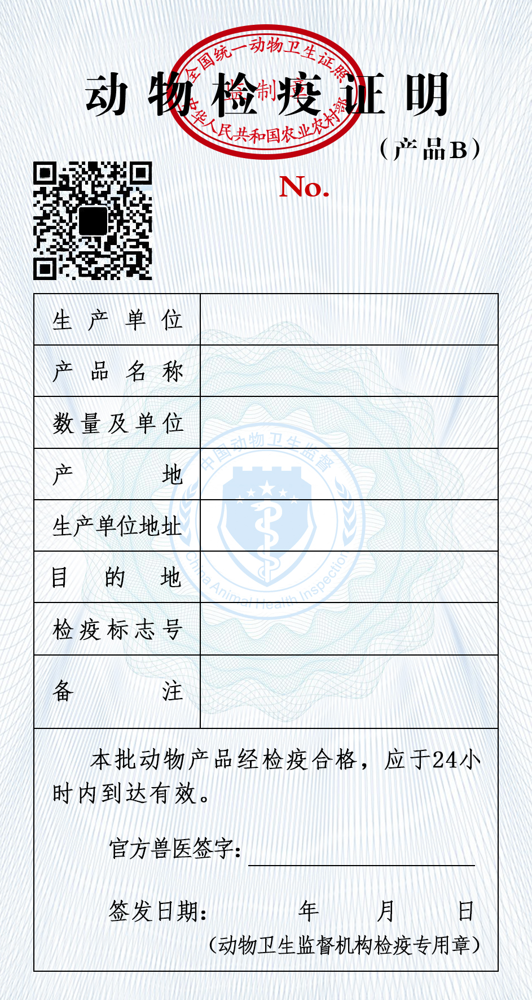 全国统一动物卫生证照
监制章
中华人民共和国农业农村部
动物检疫证明
（产品B）
No.
生产单位
产品名称
数量及单位
产地
生产单位地址
目的地
检疫标志号
备注
中国动物卫生监督
China Animal Health Inspection
本批动物产品经检疫合格，应于24小
时内到达有效。
官方兽医签字：
签发日期： 年 月 日
（动物卫生监督机构检疫专用章）